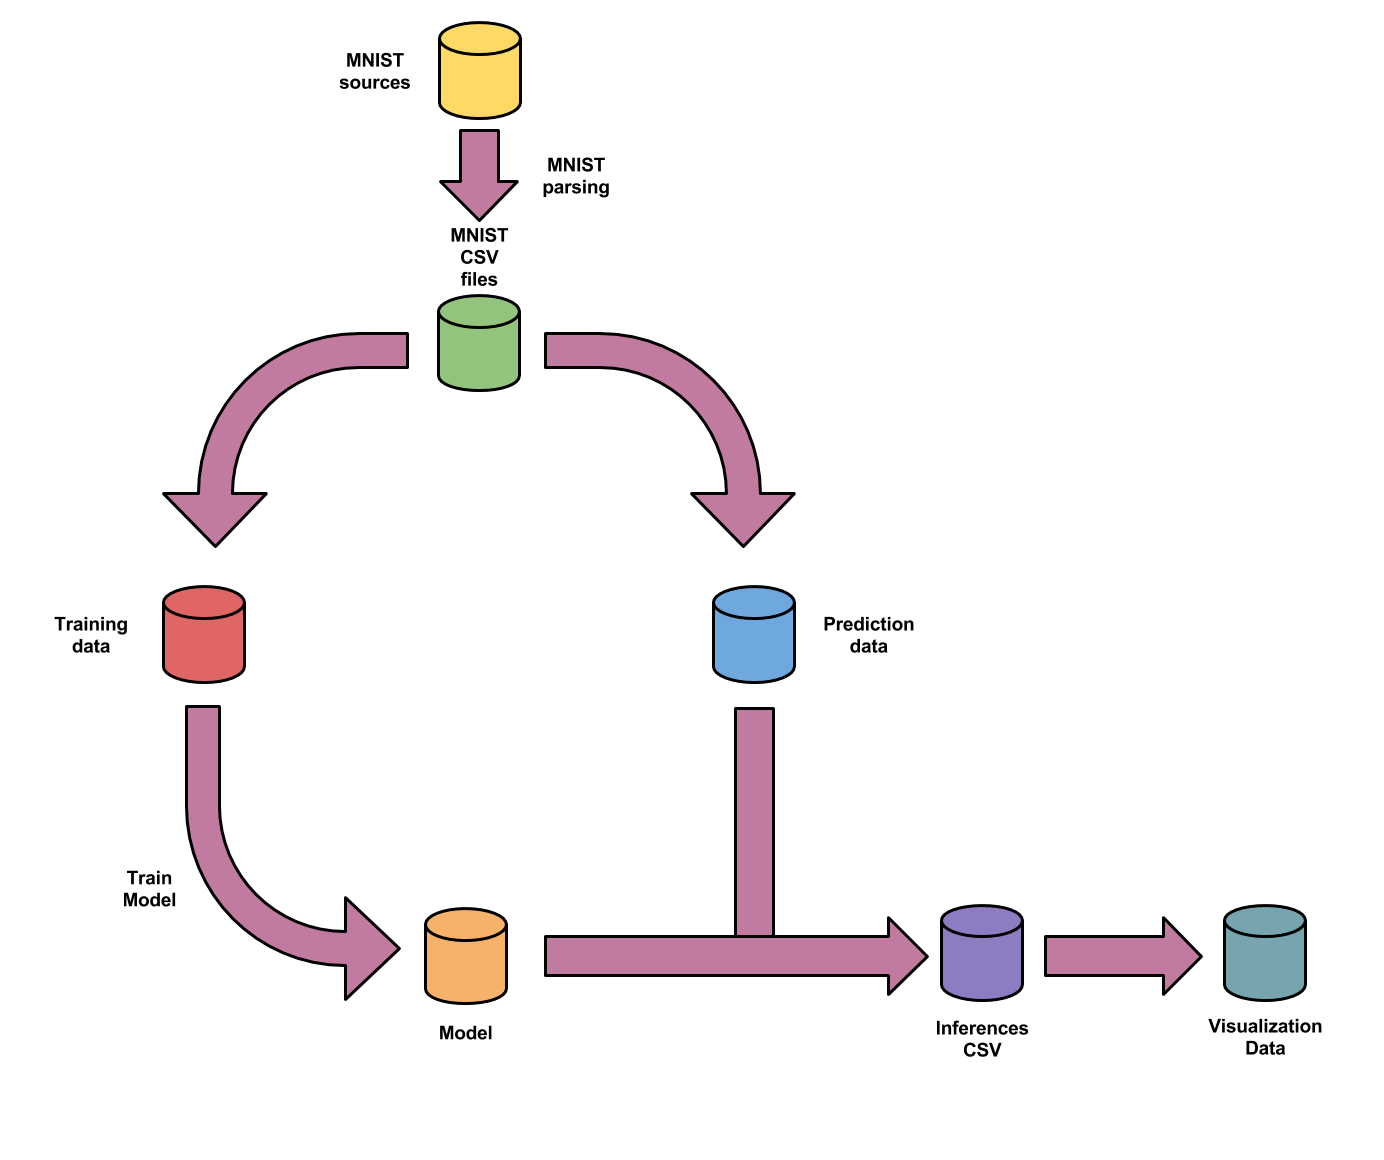 MNIST
sources
MNIST
parsing
MNIST
CSV
files
Training
data
Prediction
data
Train
Model
Model
Inferences
CSV
Visualization
Data